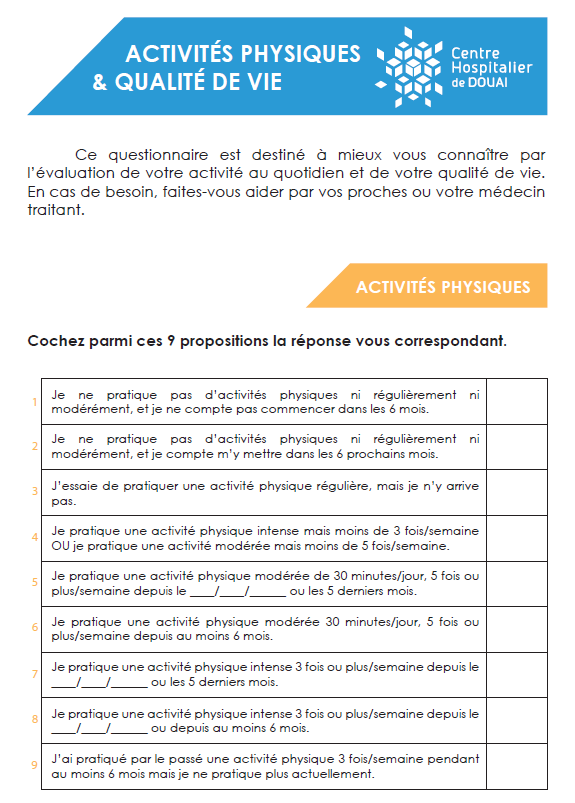 ACTIVITÉS PHYSIQUES
& QUALITÉ DE VIE
Centre
Hospitalier
de DOUAI
Ce questionnaire est destiné à mieux vous connaître par
l'évaluation de votre activité au quotidien et de votre qualité de vie.
En cas de besoin, faites-vous aider par vos proches ou votre médecin
traitant.
ACTIVITÉS PHYSIQUES
Cochez parmi ces 9 propositions la réponse vous correspondant.
1 Je ne pratique pas d'activités physiques ni régulièrement ni
modérément, et je ne compte pas commencer dans les 6 mois.
2 Je ne pratique pas d'activités physiques ni régulièrement ni
modérément, et je compte m'y mettre dans les 6 prochains mois.
3 J'essaie de pratiquer une activité physique régulière, mais je n'y arrive
pas.
4 Je pratique une activité physique intense mais moins de 3 fois/semaine
OU je pratique une activité modérée mais moins de 5 fois/semaine.
5 Je pratique une activité physique modérée de 30 minutes/jour, 5 fois ou
plus/semaine depuis le ____/____/______ ou les 5 derniers mois.
6 Je pratique une activité physique modérée 30 minutes/jour, 5 fois ou
plus/semaine depuis au moins 6 mois.
7 Je pratique une activité physique intense 3 fois ou plus/semaine depuis le
____/____/______ ou les 5 derniers mois.
8 Je pratique une activité physique intense 3 fois ou plus/semaine depuis le
____/____/______ ou depuis au moins 6 mois.
9 J'ai pratiqué par le passé une activité physique 3 fois/semaine pendant
au moins 6 mois mais je ne pratique plus actuellement.